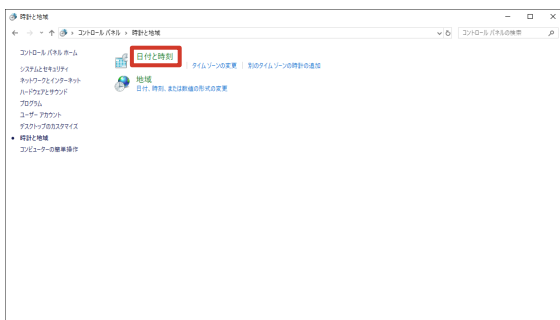 時計と地域
コントロール パネル › 時計と地域
コントロール パネルの検索
コントロール パネル ホーム
システムとセキュリティ
ネットワークとインターネット
ハードウェアとサウンド
プログラム
ユーザー アカウント
デスクトップのカスタマイズ
時計と地域
コンピューターの簡単操作
日付と時刻
タイム ゾーンの変更 | 別のタイム ゾーンの時計の追加
地域
日付、時刻、または数値の形式の変更